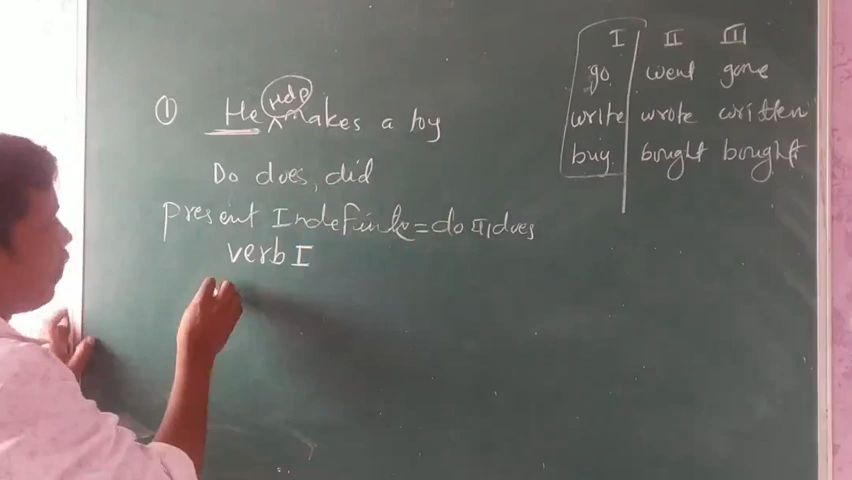 I II III
go went gone
write wrote written
buy bought bought
① He makes a toy
Do does, did
present Indefinite = do does
verb I